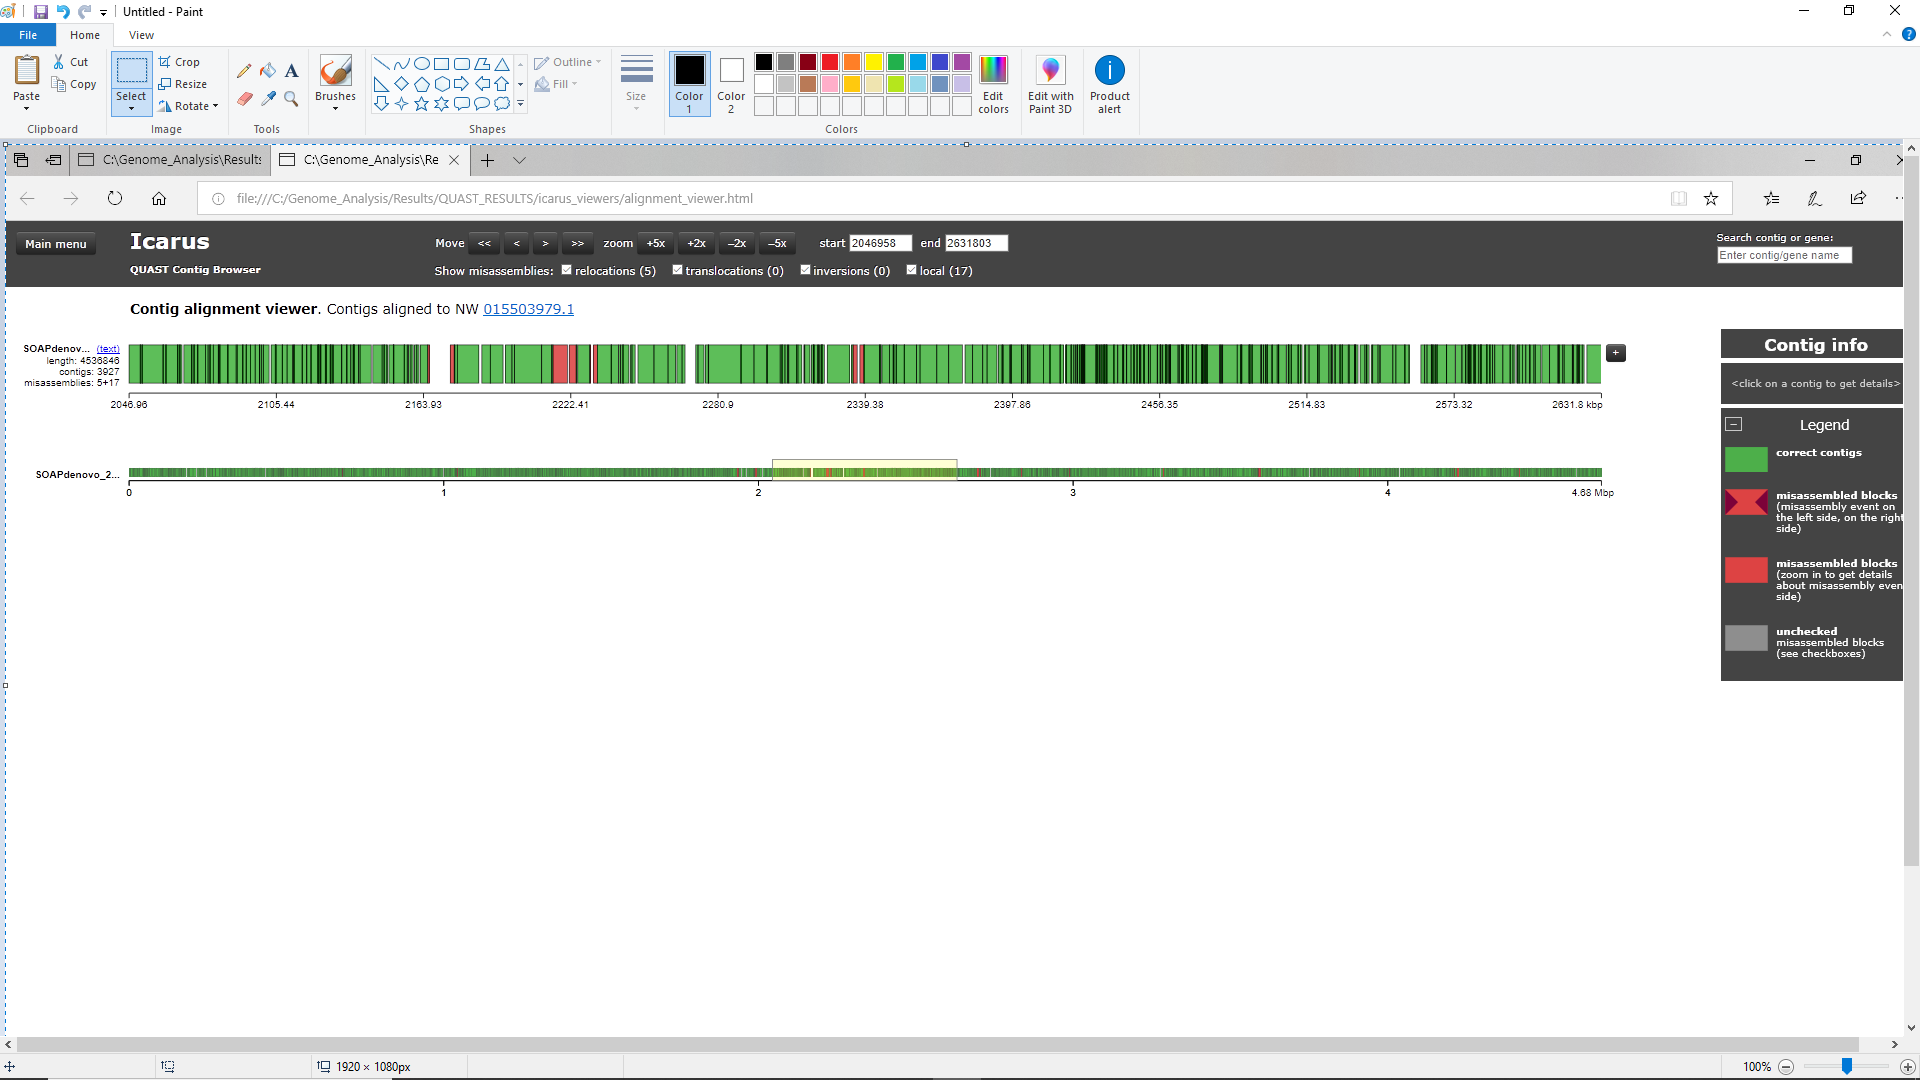 Untitled - Paint
File Home View
Paste
Cut
Copy
Clipboard
Select
Crop
Resize
Rotate
Image
A
Tools
Brushes
Outline
Fill
Shapes
Size
Color 1
Color 2
Edit colors
Colors
Edit with Paint 3D
Product alert
C:\Genome_Analysis\Results
C:\Genome_Analysis\Re
file:///C:/Genome_Analysis/Results/QUAST_RESULTS/icarus_viewers/alignment_viewer.html
Main menu
Icarus
QUAST Contig Browser
Move << < > >> zoom +5x +2x –2x –5x start 2046958 end 2631803
Show misassemblies: relocations (5) translocations (0) inversions (0) local (17)
Search contig or gene:
Enter contig/gene name
Contig alignment viewer. Contigs aligned to NW 015503979.1
SOAPdenov... (text)
length: 4536846
contigs: 3927
misassemblies: 5+17
+
2046.96 2105.44 2163.93 2222.41 2280.9 2339.38 2397.86 2456.35 2514.83 2573.32 2631.8 kbp
SOAPdenovo_2...
0 1 2 3 4 4.68 Mbp
Contig info
<click on a contig to get details>
Legend
correct contigs
misassembled blocks
(misassembly event on
the left side, on the right
side)
misassembled blocks
(zoom in to get details
about misassembly even
side)
unchecked
misassembled blocks
(see checkboxes)
1920 × 1080px
100%